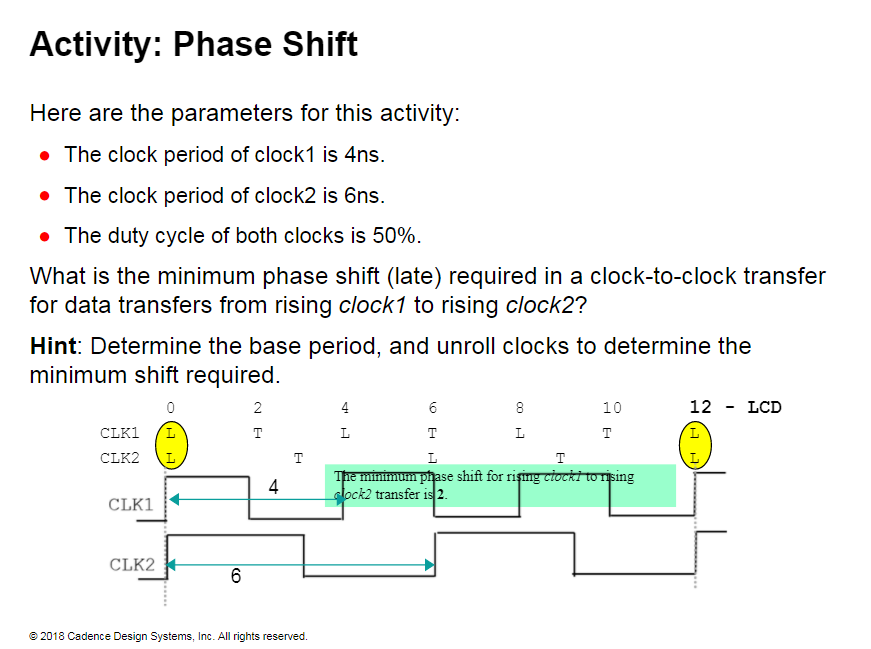 Activity: Phase Shift
Here are the parameters for this activity:
● The clock period of clock1 is 4ns.
● The clock period of clock2 is 6ns.
● The duty cycle of both clocks is 50%.
What is the minimum phase shift (late) required in a clock-to-clock transfer
for data transfers from rising clock1 to rising clock2?
Hint: Determine the base period, and unroll clocks to determine the
minimum shift required.
0 2 4 6 8 10 12 - LCD
CLK1 L T L T L T L
CLK2 L T L T L
The minimum phase shift for rising clock1 to rising
clock2 transfer is 2.
4
CLK1
CLK2
6
© 2018 Cadence Design Systems, Inc. All rights reserved.